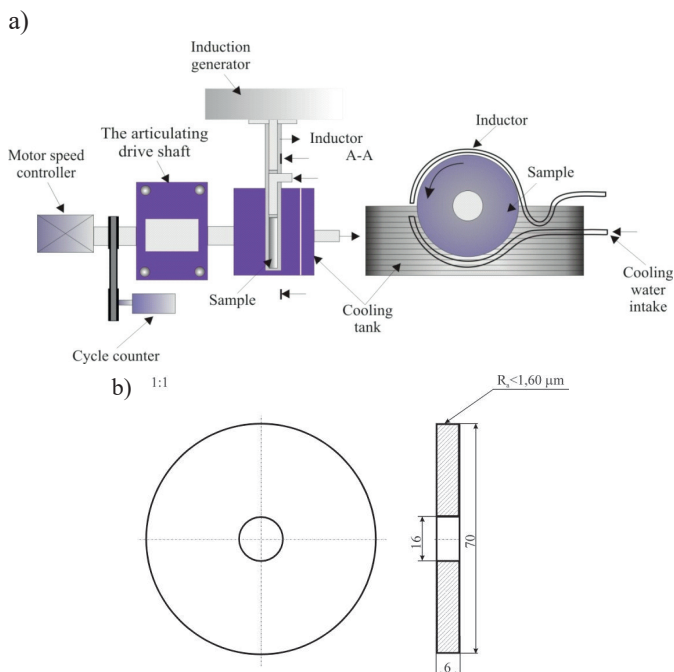 a)
Induction
generator
The articulating
drive shaft
Motor speed
controller
Inductor
A-A
Sample
Cooling
tank
Cycle counter
Inductor
Sample
Cooling
water
intake
b) 1:1
Rₐ<1,60 μm
16
70
6